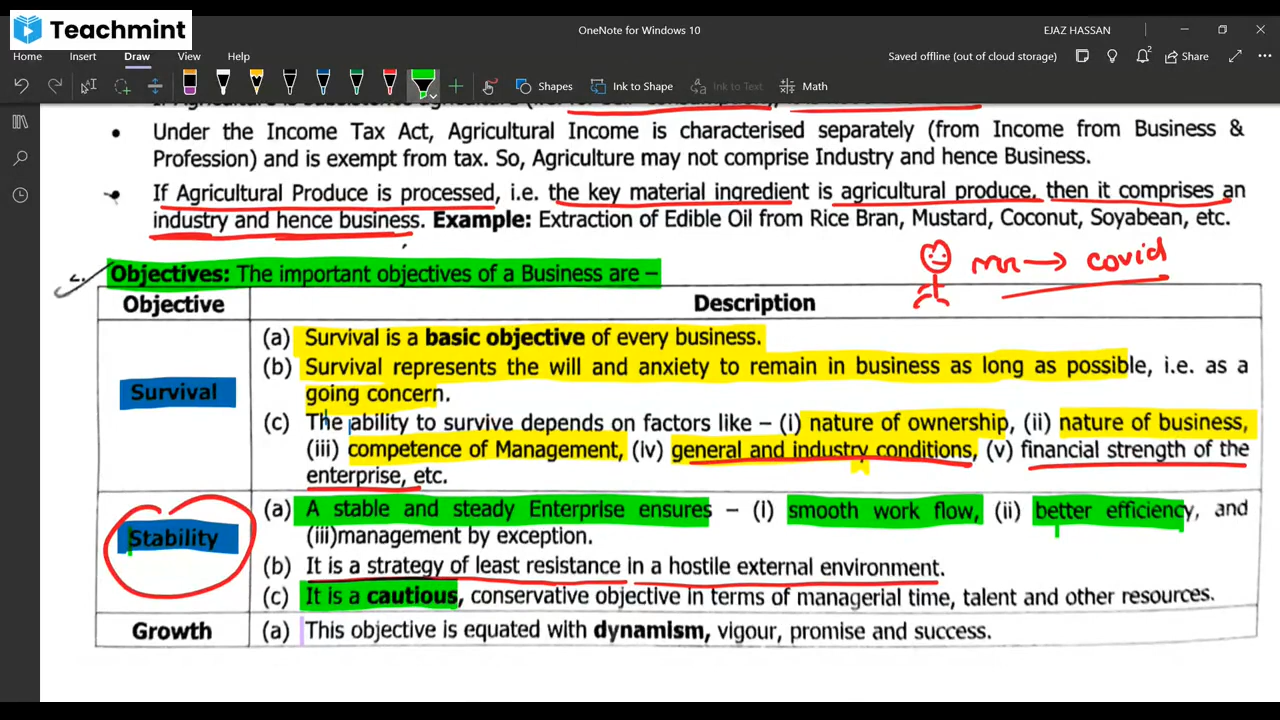 Teachmint
OneNote for Windows 10
EJAZ HASSAN
Home Insert Draw View Help
Saved offline (out of cloud storage)
Share
Shapes
Ink to Shape
Ink to Text
Math
• Under the Income Tax Act, Agricultural Income is characterised separately (from Income from Business &
Profession) and is exempt from tax. So, Agriculture may not comprise Industry and hence Business.
• If Agricultural Produce is processed, i.e. the key material ingredient is agricultural produce, then it comprises an
industry and hence business. Example: Extraction of Edible Oil from Rice Bran, Mustard, Coconut, Soyabean, etc.
covid
2. Objectives: The important objectives of a Business are –
Objective Description
Survival
(a) Survival is a basic objective of every business.
(b) Survival represents the will and anxiety to remain in business as long as possible, i.e. as a
going concern.
(c) The ability to survive depends on factors like – (i) nature of ownership, (ii) nature of business,
(iii) competence of Management, (iv) general and industry conditions, (v) financial strength of the
enterprise, etc.
Stability
(a) A stable and steady Enterprise ensures – (i) smooth work flow, (ii) better efficiency, and
(iii)management by exception.
(b) It is a strategy of least resistance in a hostile external environment.
(c) It is a cautious, conservative objective in terms of managerial time, talent and other resources.
Growth
(a) This objective is equated with dynamism, vigour, promise and success.